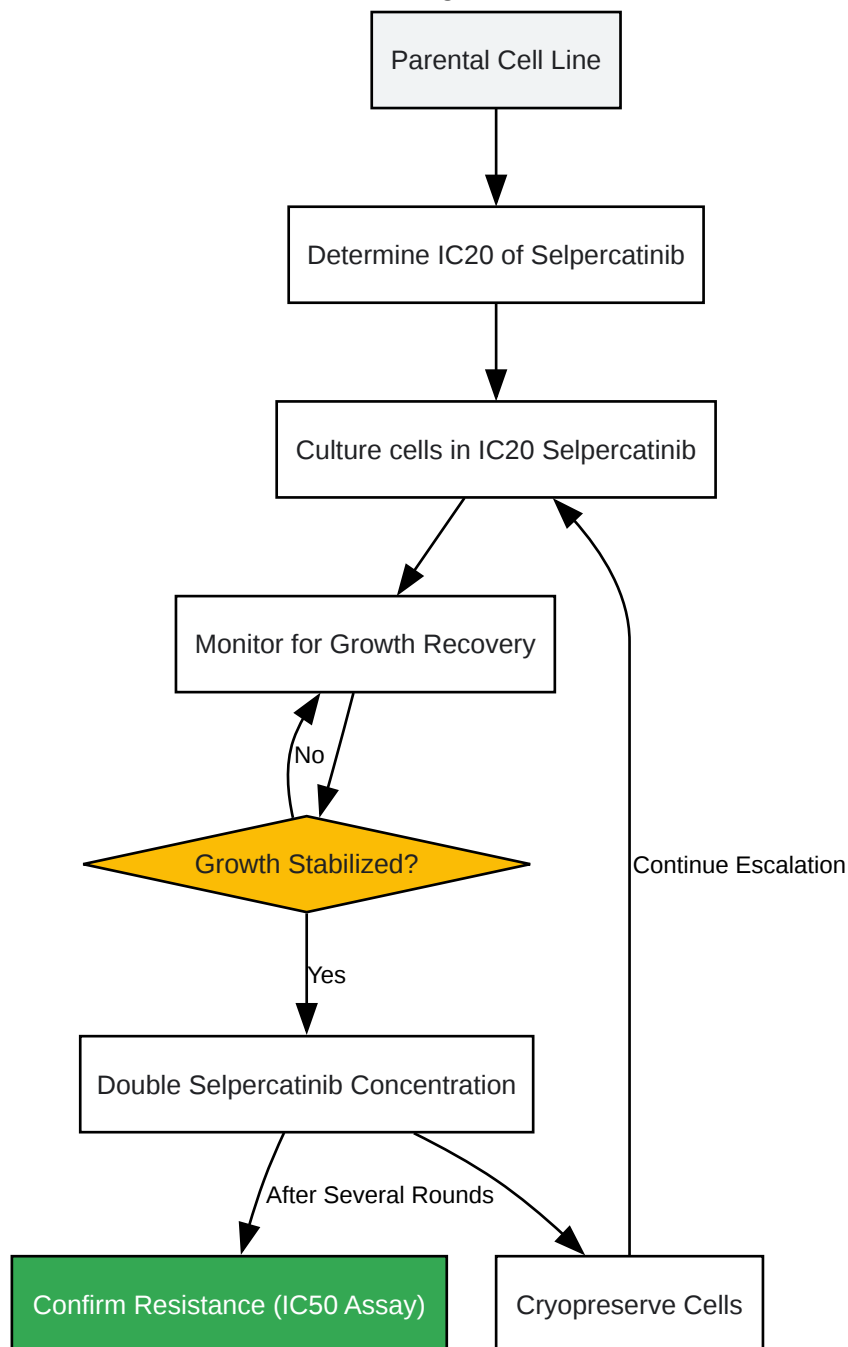 Parental Cell Line
Determine IC20 of Selpercatinib
Culture cells in IC20 Selpercatinib
Monitor for Growth Recovery
No
Growth Stabilized?
Continue Escalation
Yes
Double Selpercatinib Concentration
After Several Rounds
Confirm Resistance (IC50 Assay)
Cryopreserve Cells